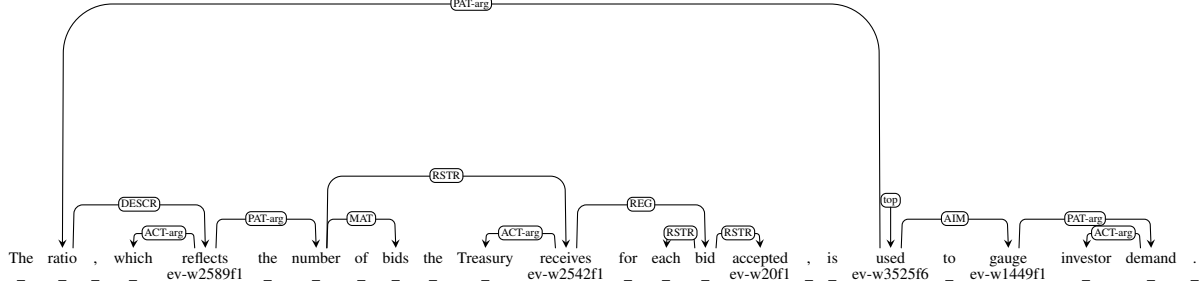 PAT-arg
RSTR
top
DESCR REG
PAT-arg MAT AIM PAT-arg
ACT-arg ACT-arg RSTR RSTR ACT-arg
The ratio , which reflects the number of bids the Treasury receives for each bid accepted , is used to gauge investor demand .
ev-w2589f1 ev-w2542f1 ev-w20f1 ev-w3525f6 ev-w1449f1
_ _ _ _ _ _ _ _ _ _ _ _ _ _ _ _ _ _ _ _ _ _ _ _